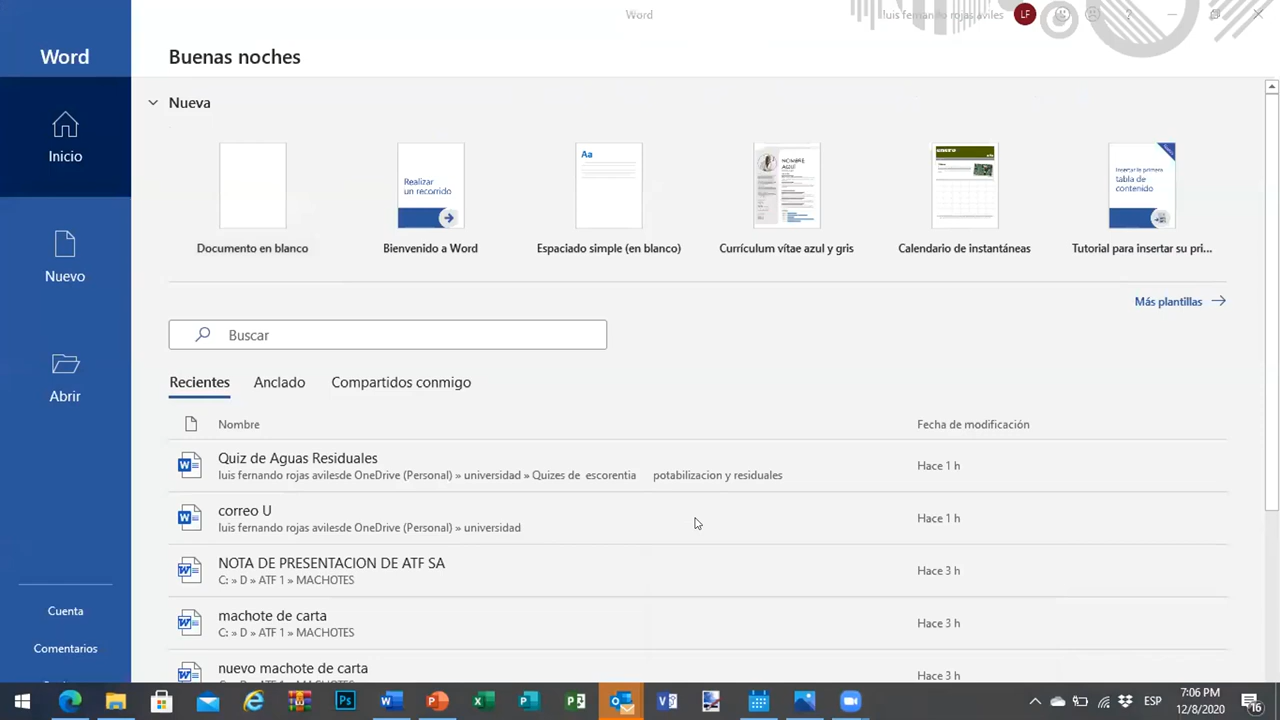 Word
luis fernando rojas aviles LF ?
Word
Buenas noches
Nueva
Inicio
Nuevo
Abrir
Cuenta
Comentarios
Realizar
un recorrido
Aa
NOMBRE
AQUÍ
Insertar la primera
tabla de
contenido
Documento en blanco
Bienvenido a Word
Espaciado simple (en blanco)
Currículum vítae azul y gris
Calendario de instantáneas
Tutorial para insertar su pri...
Más plantillas
Buscar
Recientes Anclado Compartidos conmigo
Nombre Fecha de modificación
Quiz de Aguas Residuales
luis fernando rojas avilesde OneDrive (Personal) » universidad » Quizes de escorentia potabilizacion y residuales
Hace 1 h
correo U
luis fernando rojas avilesde OneDrive (Personal) » universidad
Hace 1 h
NOTA DE PRESENTACION DE ATF SA
C: » D » ATF 1 » MACHOTES
Hace 3 h
machote de carta
C: » D » ATF 1 » MACHOTES
Hace 3 h
nuevo machote de carta
Hace 3 h
ESP
7:06 PM
12/8/2020
16